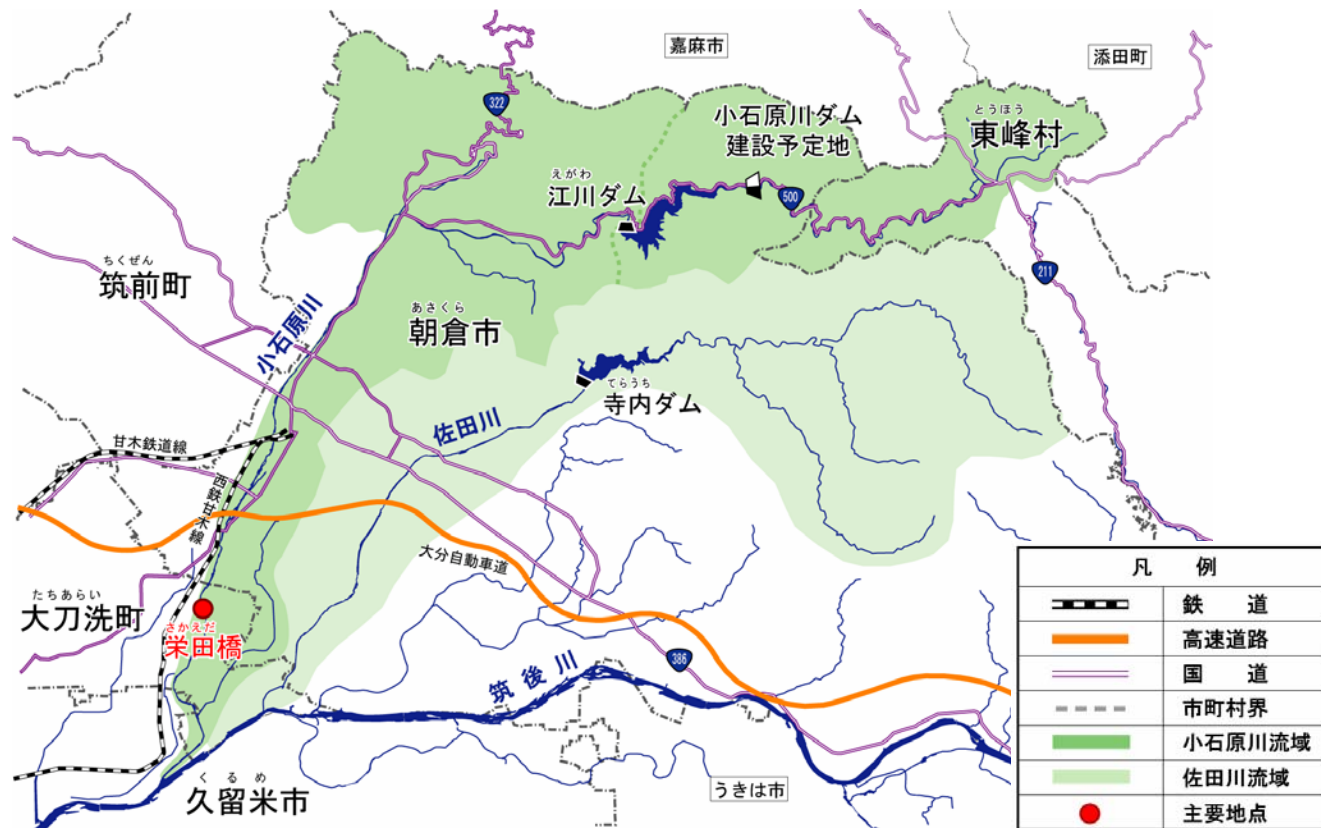 嘉麻市
添田町
322
小石原川ダム
建設予定地
とうほう
東峰村
えがわ
江川ダム
500
ちくぜん
筑前町
211
あさくら
朝倉市
小石原川
てらうち
寺内ダム
佐田川
甘木鉄道線
西鉄甘木線
大分自動車道
たちあらい
大刀洗町
さかえだ
栄田橋
386
筑後川
くるめ
久留米市
うきは市
凡 例
鉄 道
高速道路
国 道
市町村界
小石原川流域
佐田川流域
主要地点